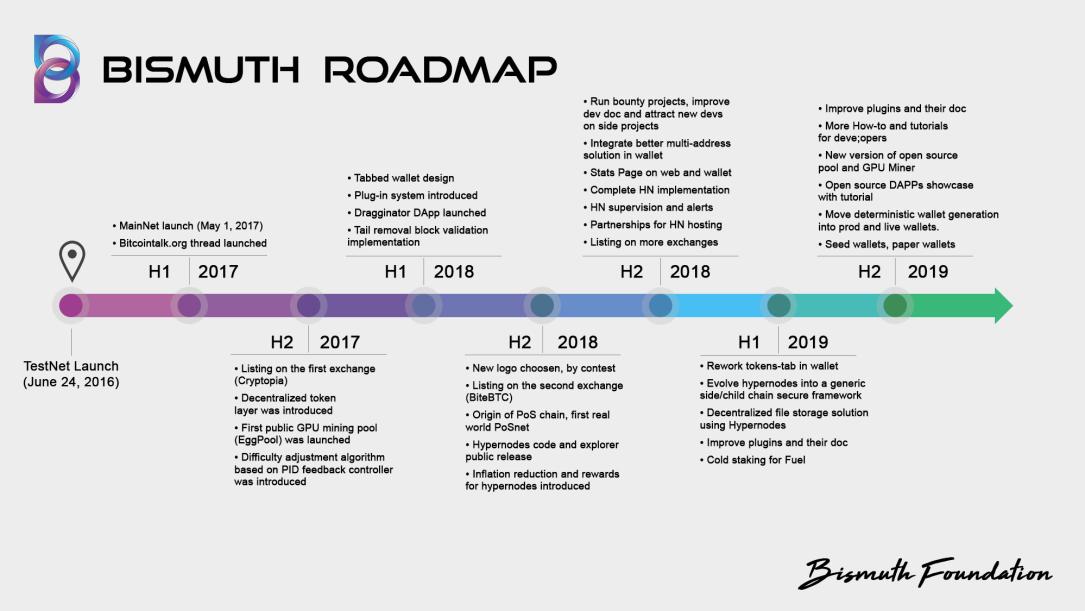 BISMUTH ROADMAP
TestNet Launch
(June 24, 2016)
• MainNet launch (May 1, 2017)
• Bitcointalk.org thread launched
H1 2017
H2 2017
• Listing on the first exchange
(Cryptopia)
• Decentralized token
layer was introduced
• First public GPU mining pool
(EggPool) was launched
• Difficulty adjustment algorithm
based on PID feedback controller
was introduced
• Tabbed wallet design
• Plug-in system introduced
• Dragginator DApp launched
• Tail removal block validation
implementation
H1 2018
H2 2018
• New logo choosen, by contest
• Listing on the second exchange
(BiteBTC)
• Origin of PoS chain, first real
world PoSnet
• Hypernodes code and explorer
public release
• Inflation reduction and rewards
for hypernodes introduced
• Run bounty projects, improve
dev doc and attract new devs
on side projects
• Integrate better multi-address
solution in wallet
• Stats Page on web and wallet
• Complete HN implementation
• HN supervision and alerts
• Partnerships for HN hosting
• Listing on more exchanges
H2 2018
H1 2019
• Rework tokens-tab in wallet
• Evolve hypernodes into a generic
side/child chain secure framework
• Decentralized file storage solution
using Hypernodes
• Improve plugins and their doc
• Cold staking for Fuel
• Improve plugins and their doc
• More How-to and tutorials
for deve;opers
• New version of open source
pool and GPU Miner
• Open source DAPPs showcase
with tutorial
• Move deterministic wallet generation
into prod and live wallets.
• Seed wallets, paper wallets
H2 2019
Bismuth Foundation